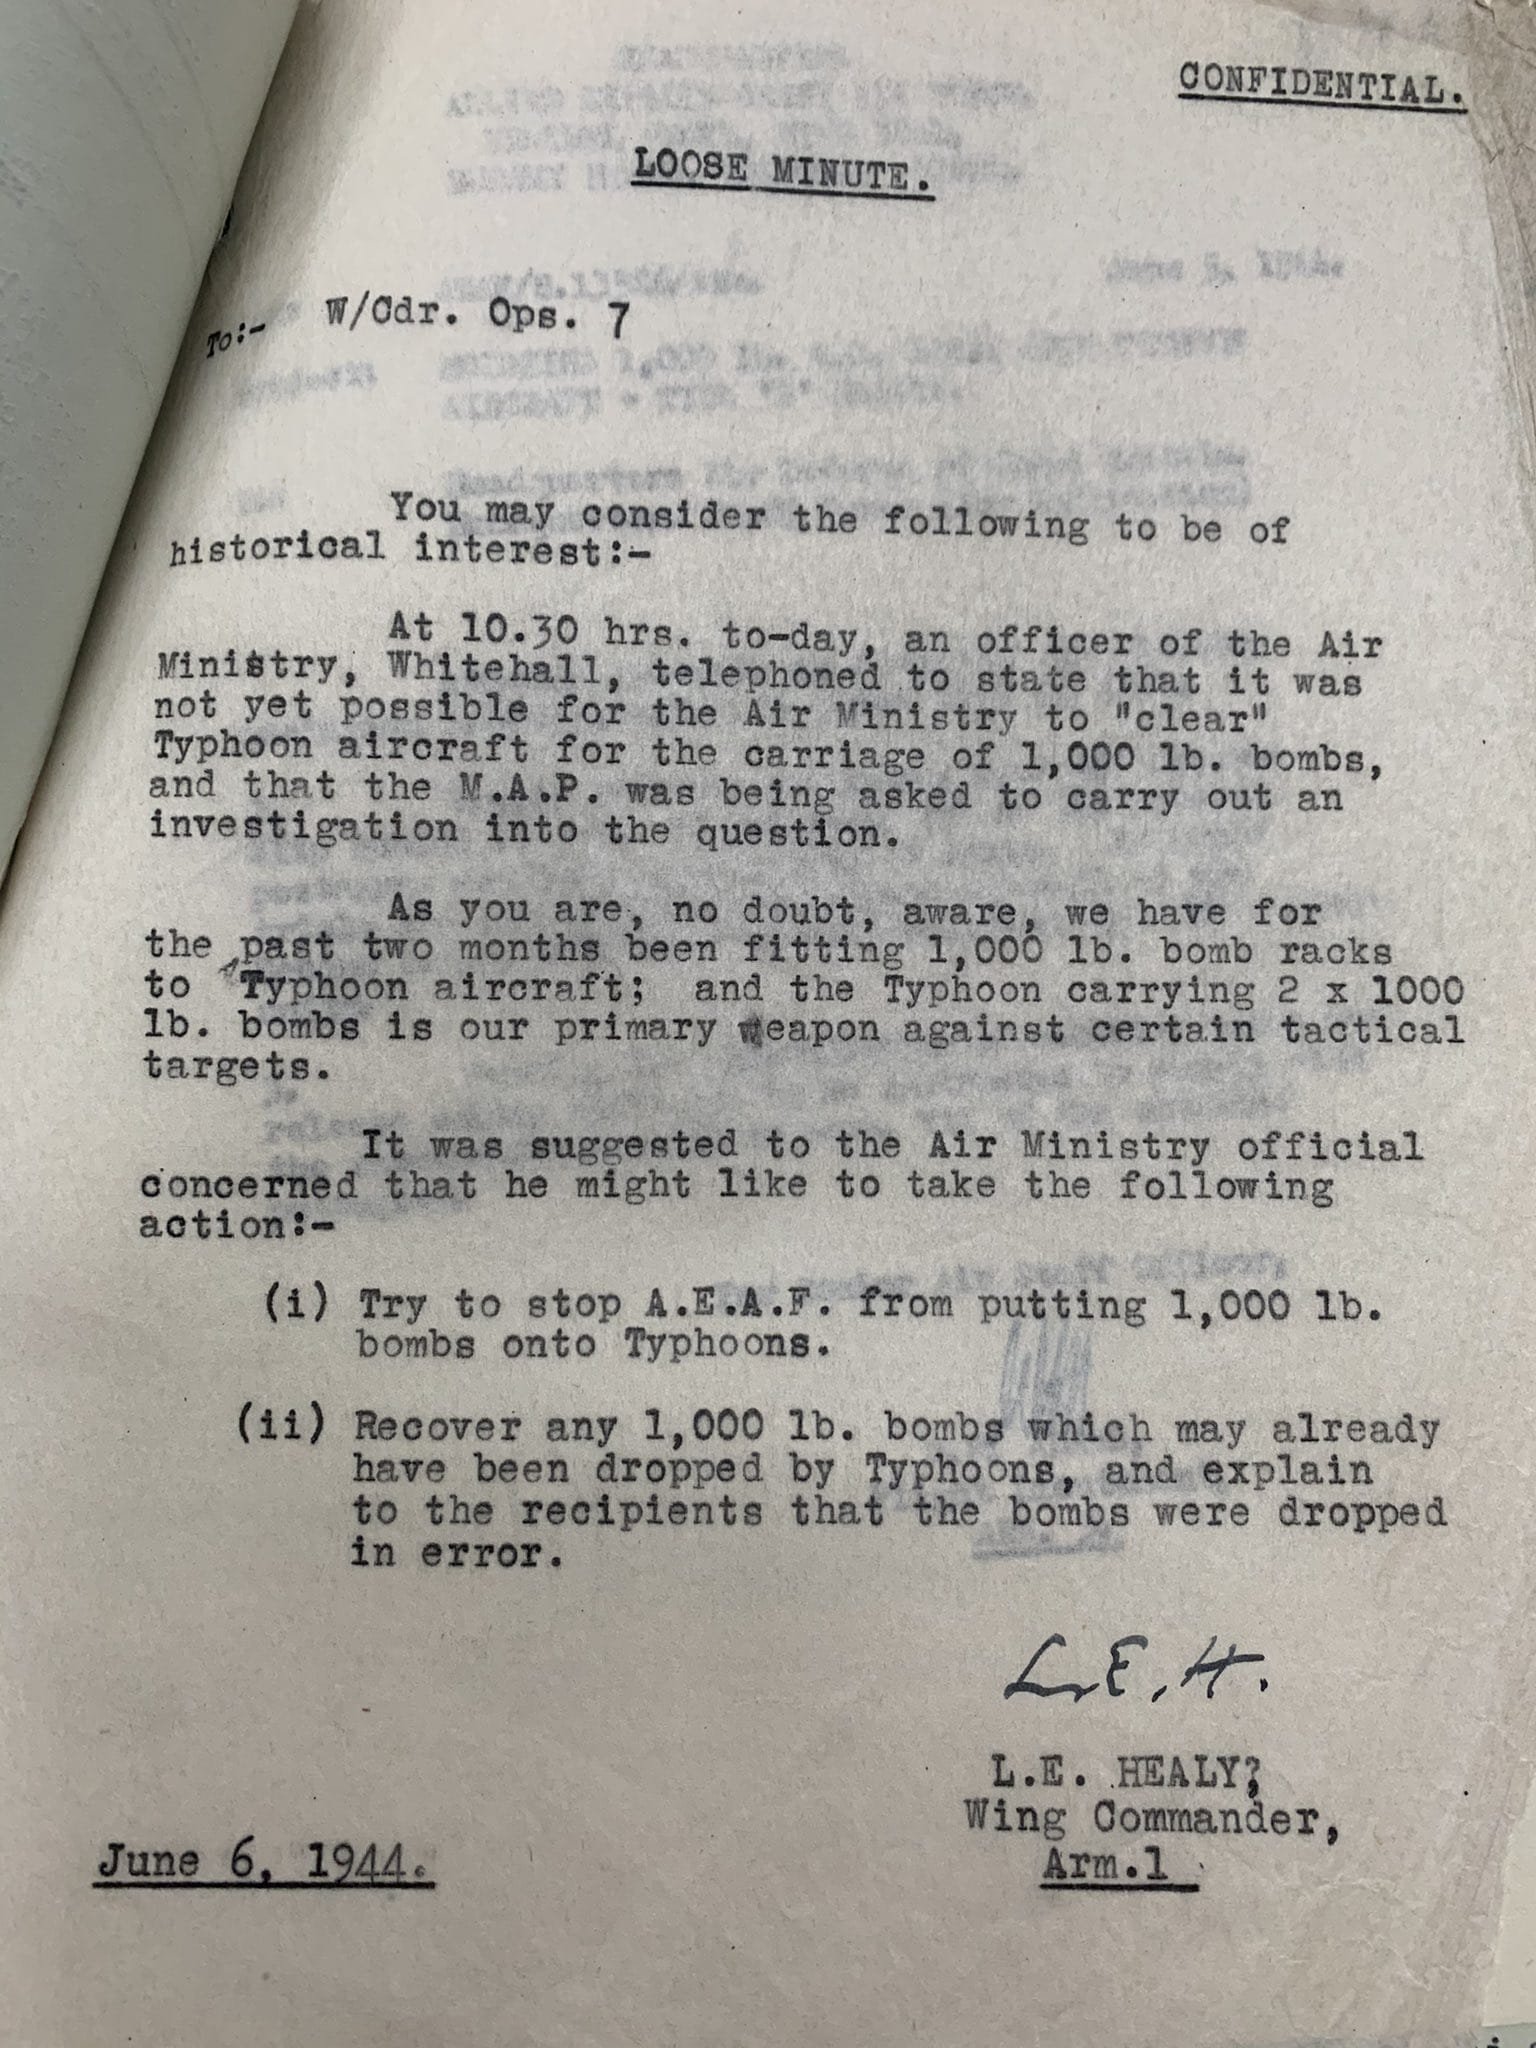 CONFIDENTIAL.
LOOSE MINUTE.
To:- W/Cdr. Ops. 7
You may consider the following to be of
historical interest:-
At 10.30 hrs. to-day, an officer of the Air
Ministry, Whitehall, telephoned to state that it was
not yet possible for the Air Ministry to "clear"
Typhoon aircraft for the carriage of 1,000 lb. bombs,
and that the M.A.P. was being asked to carry out an
investigation into the question.
As you are, no doubt, aware, we have for
the past two months been fitting 1,000 lb. bomb racks
to Typhoon aircraft; and the Typhoon carrying 2 x 1000
lb. bombs is our primary weapon against certain tactical
targets.
It was suggested to the Air Ministry official
concerned that he might like to take the following
action:-
(i) Try to stop A.E.A.F. from putting 1,000 lb.
bombs onto Typhoons.
(ii) Recover any 1,000 lb. bombs which may already
have been dropped by Typhoons, and explain
to the recipients that the bombs were dropped
in error.
L.E.H.
L.E. HEALY?
Wing Commander,
Arm.1
June 6, 1944.